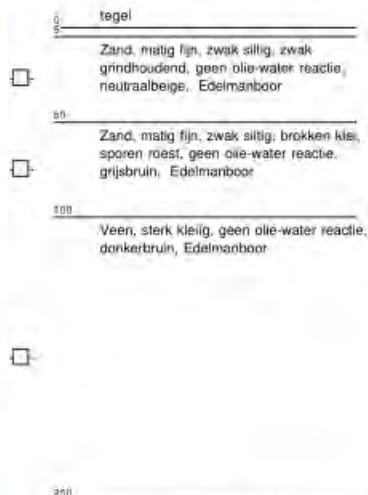 0
tegel
5
Zand, matig fijn, zwak siltig, zwak
grindhoudend, geen olie-water reactie,
neutraalbeige, Edelmanboor
50
Zand, matig fijn, zwak siltig, brokken klei,
sporen roest, geen olie-water reactie,
grijsbruin, Edelmanboor
100
Veen, sterk kleiig, geen olie-water reactie,
donkerbruin, Edelmanboor
250